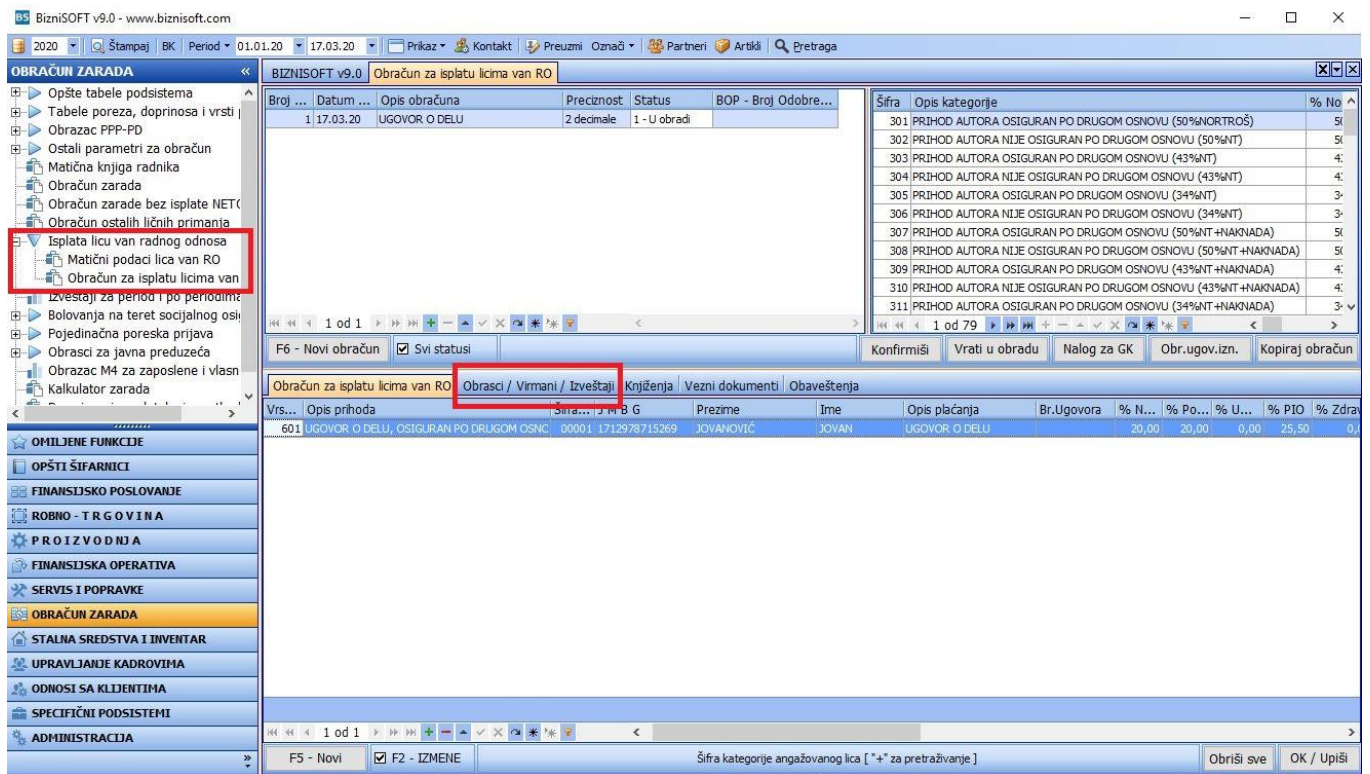 BizniSOFT v9.0 - www.biznisoft.com
2020 Štampaj BK Period 01.01.20 17.03.20 Prikaz Kontakt Preuzmi Označi Partneri Artikli Pretraga
OBRAČUN ZARADA «
Opšte tabele podsistema
Tabele poreza, doprinosa i vrsti
Obrazac PPP-PD
Ostali parametri za obračun
Matična knjiga radnika
Obračun zarada
Obračun zarade bez isplate NETO
Obračun ostalih ličnih primanja
Isplata licu van radnog odnosa
Matični podaci lica van RO
Obračun za isplatu licima van
Izveštaji za period i po periodima
Bolovanja na teret socijalnog osig
Pojedinačna poreska prijava
Obrasci za javna preduzeća
Obrazac M4 za zaposlene i vlasn
Kalkulator zarada
OMILJENE FUNKCIJE
OPŠTI ŠIFARNICI
FINANSIJSKO POSLOVANJE
ROBNO - T R G O V I N A
P R O I Z V O D NJ A
FINANSIJSKA OPERATIVA
SERVIS I POPRAVKE
OBRAČUN ZARADA
STALNA SREDSTVA I INVENTAR
UPRAVLJANJE KADROVIMA
ODNOSI SA KLIJENTIMA
SPECIFIČNI PODSISTEMI
ADMINISTRACIJA
BIZNISOFT v9.0 Obračun za isplatu licima van RO
Broj ... Datum ... Opis obračuna Preciznost Status BOP - Broj Odobre...
1 17.03.20 UGOVOR O DELU 2 decimale 1 - U obradi
1 od 1
F6 - Novi obračun Svi statusi
Šifra Opis kategorije % No
301 PRIHOD AUTORA OSIGURAN PO DRUGOM OSNOVU (50%NORTROŠ)
302 PRIHOD AUTORA NIJE OSIGURAN PO DRUGOM OSNOVU (50%NT)
303 PRIHOD AUTORA OSIGURAN PO DRUGOM OSNOVU (43%NT)
304 PRIHOD AUTORA NIJE OSIGURAN PO DRUGOM OSNOVU (43%NT)
305 PRIHOD AUTORA OSIGURAN PO DRUGOM OSNOVU (34%NT)
306 PRIHOD AUTORA NIJE OSIGURAN PO DRUGOM OSNOVU (34%NT)
307 PRIHOD AUTORA OSIGURAN PO DRUGOM OSNOVU (50%NT+NAKNADA)
308 PRIHOD AUTORA NIJE OSIGURAN PO DRUGOM OSNOVU (50%NT+NAKNADA)
309 PRIHOD AUTORA OSIGURAN PO DRUGOM OSNOVU (43%NT+NAKNADA)
310 PRIHOD AUTORA NIJE OSIGURAN PO DRUGOM OSNOVU (43%NT+NAKNADA)
311 PRIHOD AUTORA OSIGURAN PO DRUGOM OSNOVU (34%NT+NAKNADA)
1 od 79
Konfirmiši Vrati u obradu Nalog za GK Obr.ugov.izn. Kopiraj obračun
Obračun za isplatu licima van RO Obrasci / Virmani / Izveštaji Knjiženja Vezni dokumenti Obaveštenja
Vrs... Opis prihoda Šifra... J M B G Prezime Ime Opis plaćanja Br.Ugovora % N... % Po... % U... % PIO % Zdrav
601 UGOVOR O DELU, OSIGURAN PO DRUGOM OSNC 00001 1712978715269 JOVANOVIĆ JOVAN UGOVOR O DELU 20,00 20,00 0,00 25,50 0,
1 od 1
F5 - Novi F2 - IZMENE Šifra kategorije angažovanog lica [ "+" za pretraživanje ] Obriši sve OK / Upiši